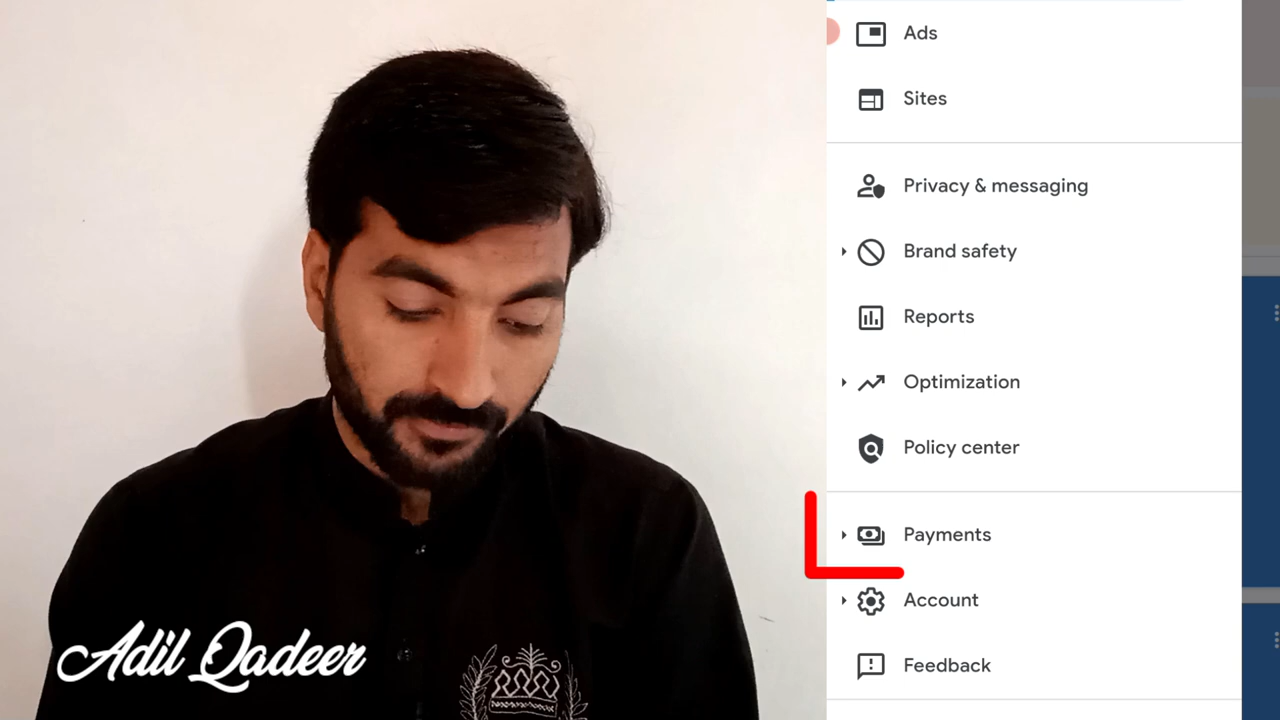 Ads
Sites
Privacy & messaging
Brand safety
Reports
Optimization
Policy center
Payments
Account
Feedback
Adil Qadeer